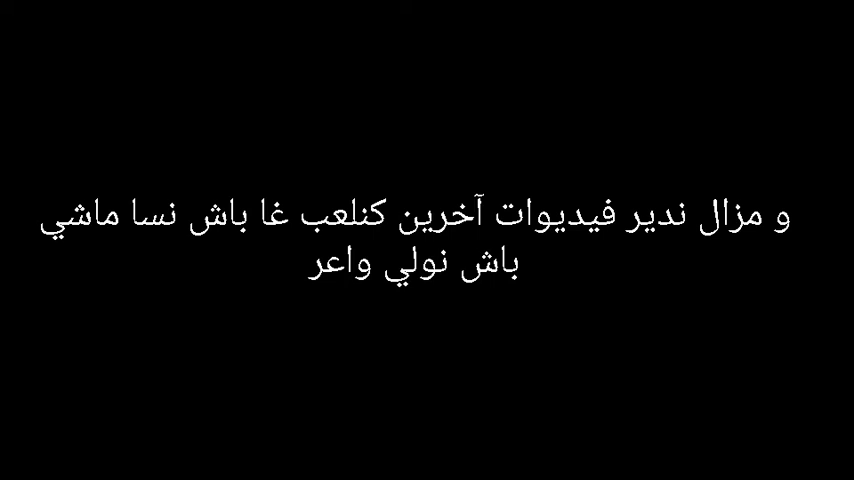 و مزال ندير فيديوات آخرين كنلعب غا باش نسا ماشي
باش نولي واعر